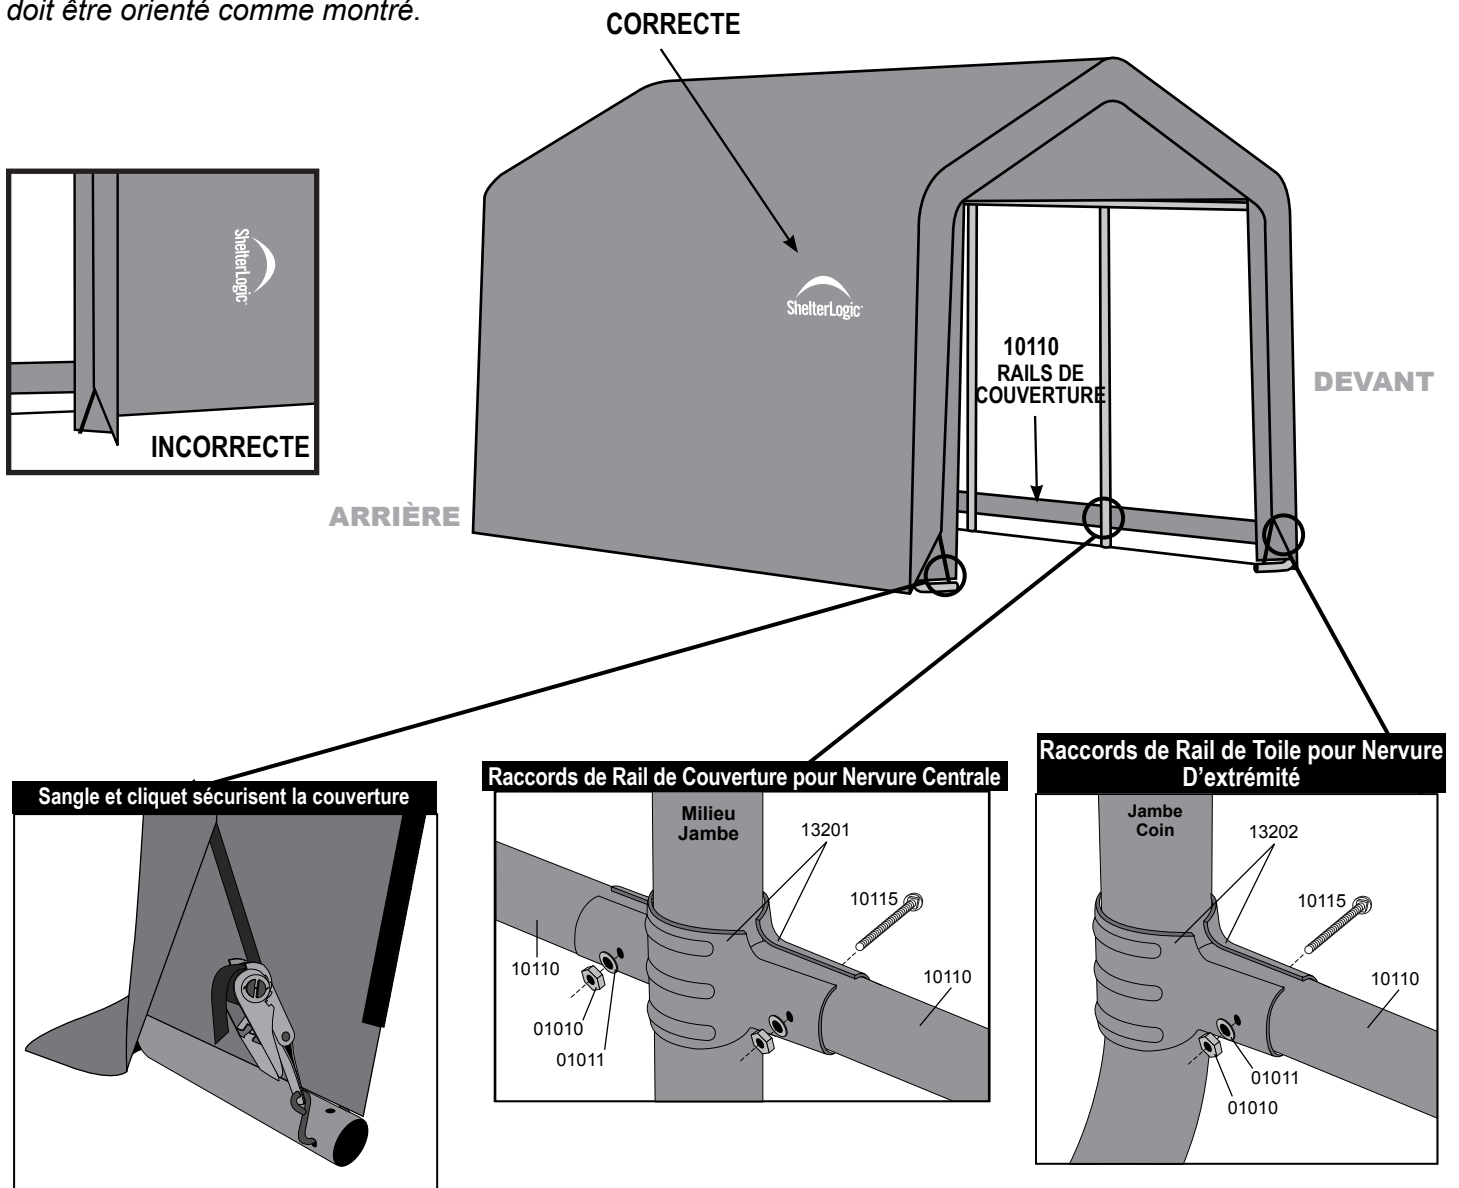 doit être orienté comme montré.
CORRECTE
ShelterLogic
INCORRECTE
ShelterLogic
10110
RAILS DE
COUVERTURE
DEVANT
ARRIÈRE
Sangle et cliquet sécurisent la couverture
Raccords de Rail de Couverture pour Nervure Centrale
Milieu
Jambe
13201
10115
10110
10110
01010
01011
Raccords de Rail de Toile pour Nervure
D'extrémité
Jambe
Coin
13202
10115
10110
01011
01010